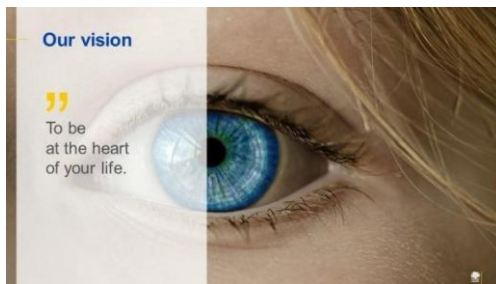 Our vision
”
To be
at the heart
of your life.